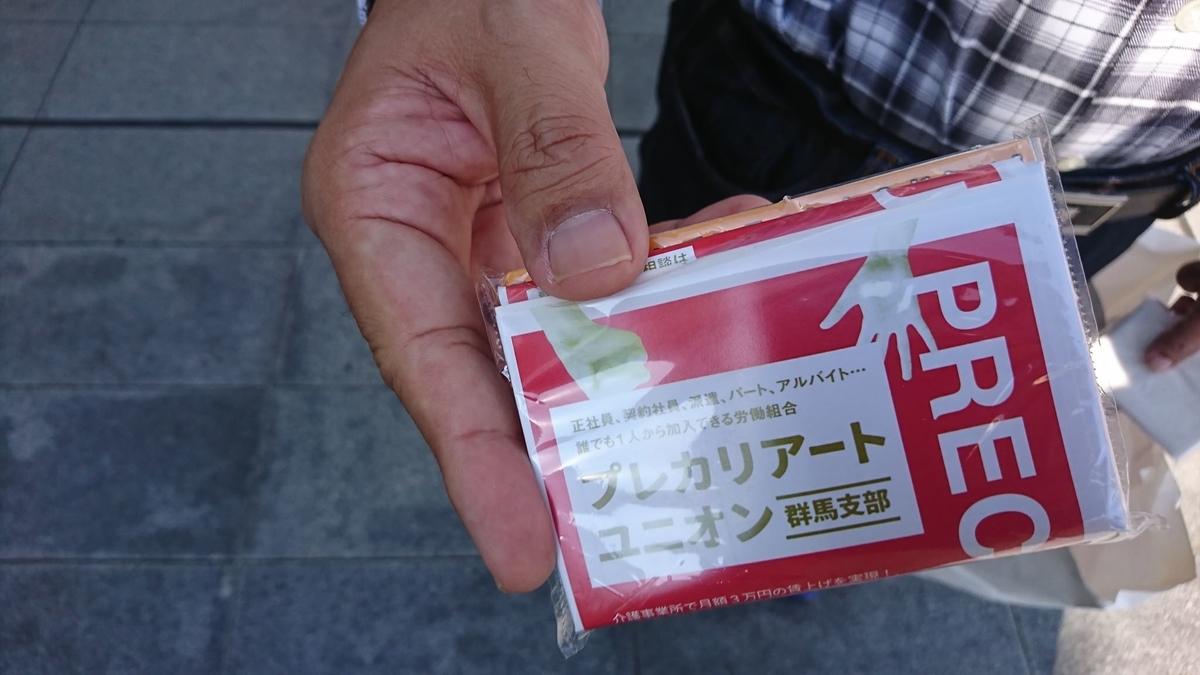 相談は
PREC
正社員、契約社員、派遣、パート、アルバイト…
誰でも1人から加入できる労働組合
プレカリアート
ユニオン 群馬支部
介護事業所で月額3万円の賃上げを実現！